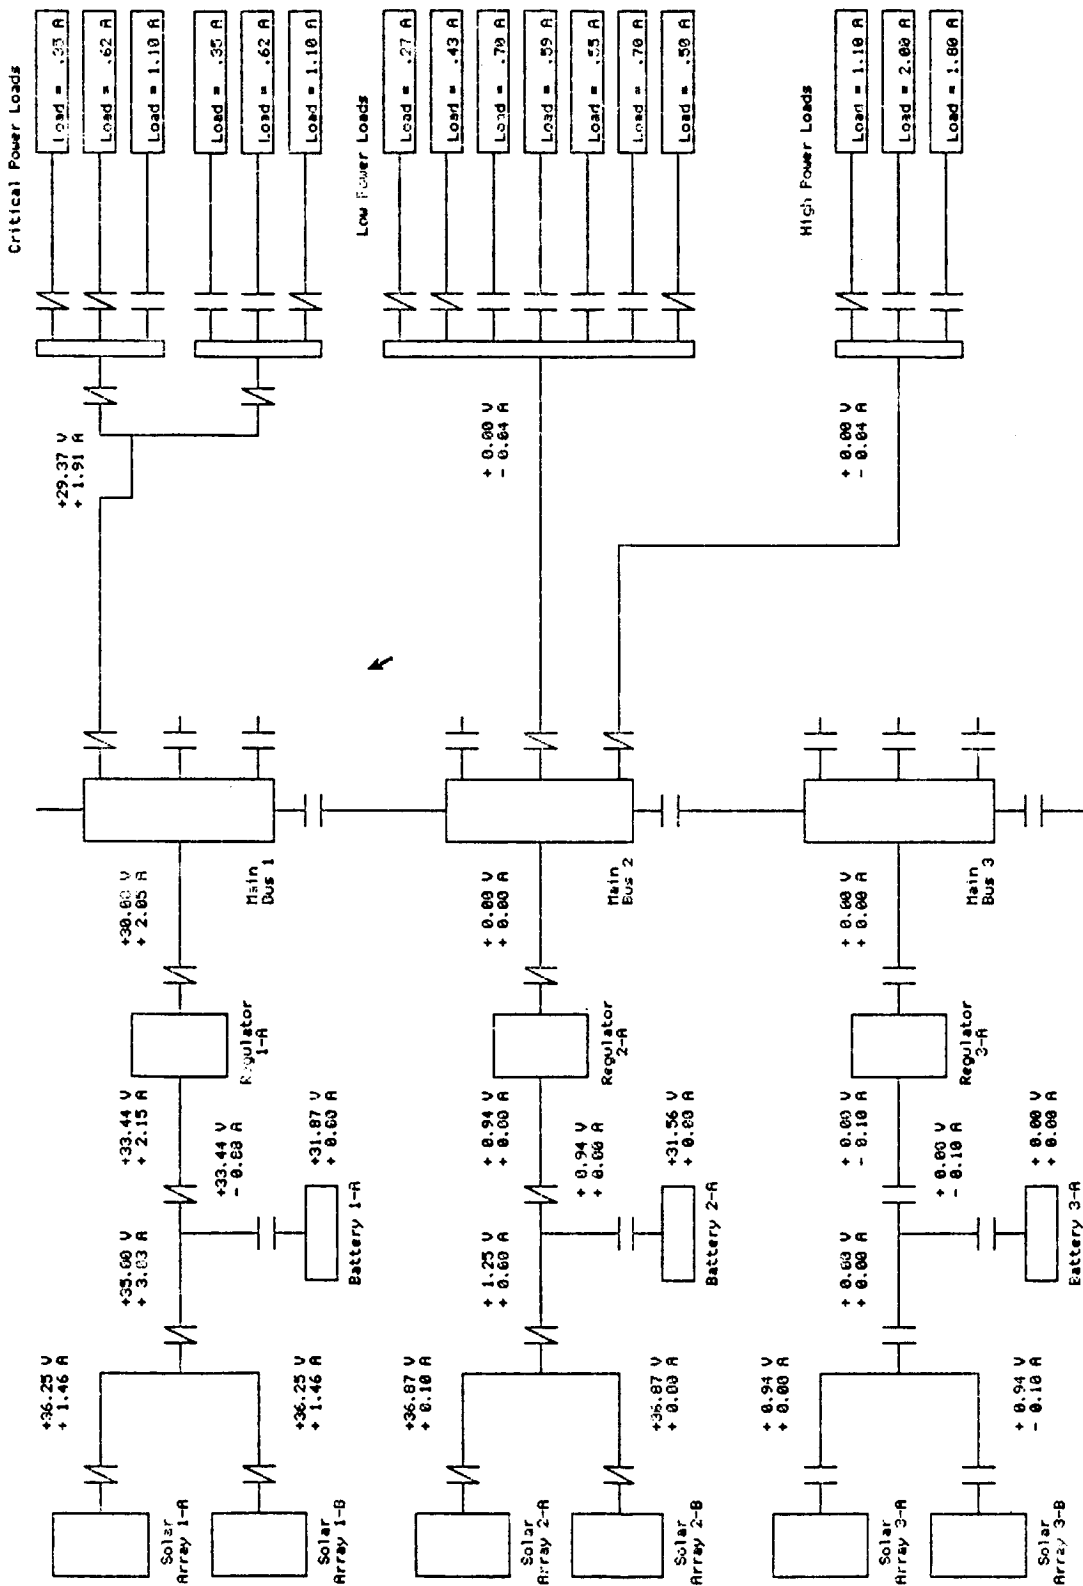 Critical Power Loads
Load = .35 A
Load = .62 A
Load = 1.10 A
Load = .35 A
Load = .62 A
Load = 1.10 A
Low Power Loads
Load = .27 A
Load = .43 A
Load = .70 A
Load = .59 A
Load = .55 A
Load = .70 A
Load = .50 A
High Power Loads
Load = 1.10 A
Load = 2.00 A
Load = 1.80 A
+29.37 V
+ 1.91 A
+ 0.00 V
- 0.04 A
+ 0.00 V
- 0.04 A
Main
Bus 1
Main
Bus 2
Main
Bus 3
+30.00 V
+ 2.05 A
+ 0.00 V
+ 0.00 A
+ 0.00 V
+ 0.00 A
Regulator
1-A
Regulator
2-A
Regulator
3-A
+33.44 V
+ 2.15 A
+33.44 V
- 0.88 A
+31.87 V
+ 0.00 A
+ 0.94 V
+ 0.00 A
+ 0.94 V
+ 0.00 A
+31.56 V
+ 0.00 A
+ 0.00 V
- 0.10 A
+ 0.00 V
- 0.10 A
+ 0.00 V
+ 0.00 A
Battery 1-A
Battery 2-A
Battery 3-A
+35.00 V
+ 3.03 A
+ 1.25 V
+ 0.00 A
+ 0.00 V
+ 0.00 A
+36.25 V
+ 1.46 A
+36.25 V
+ 1.46 A
+36.87 V
+ 0.10 A
+36.87 V
+ 0.00 A
+ 0.94 V
+ 0.00 A
+ 0.94 V
- 0.10 A
Solar
Array 1-A
Solar
Array 1-B
Solar
Array 2-A
Solar
Array 2-B
Solar
Array 3-A
Solar
Array 3-B